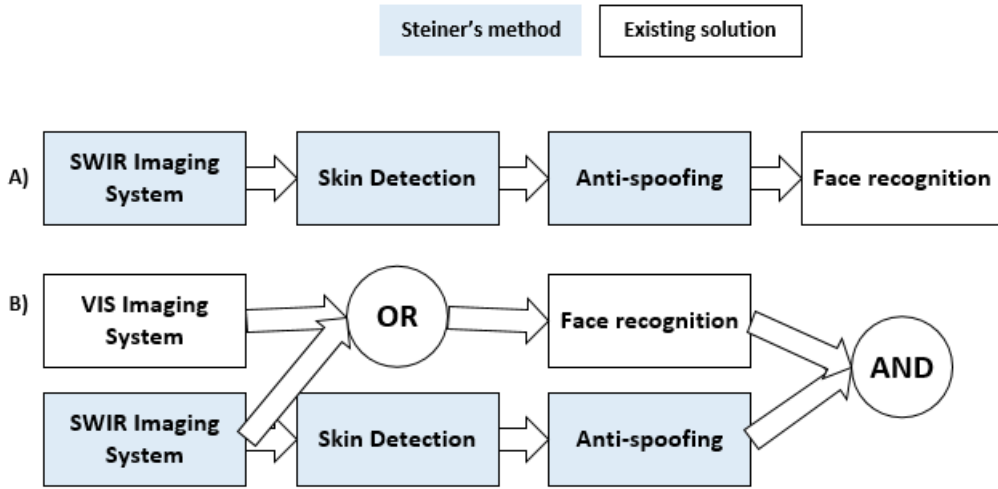 Steiner's method
Existing solution
A)
SWIR Imaging
System
Skin Detection
Anti-spoofing
Face recognition
B)
VIS Imaging
System
OR
Face recognition
AND
SWIR Imaging
System
Skin Detection
Anti-spoofing